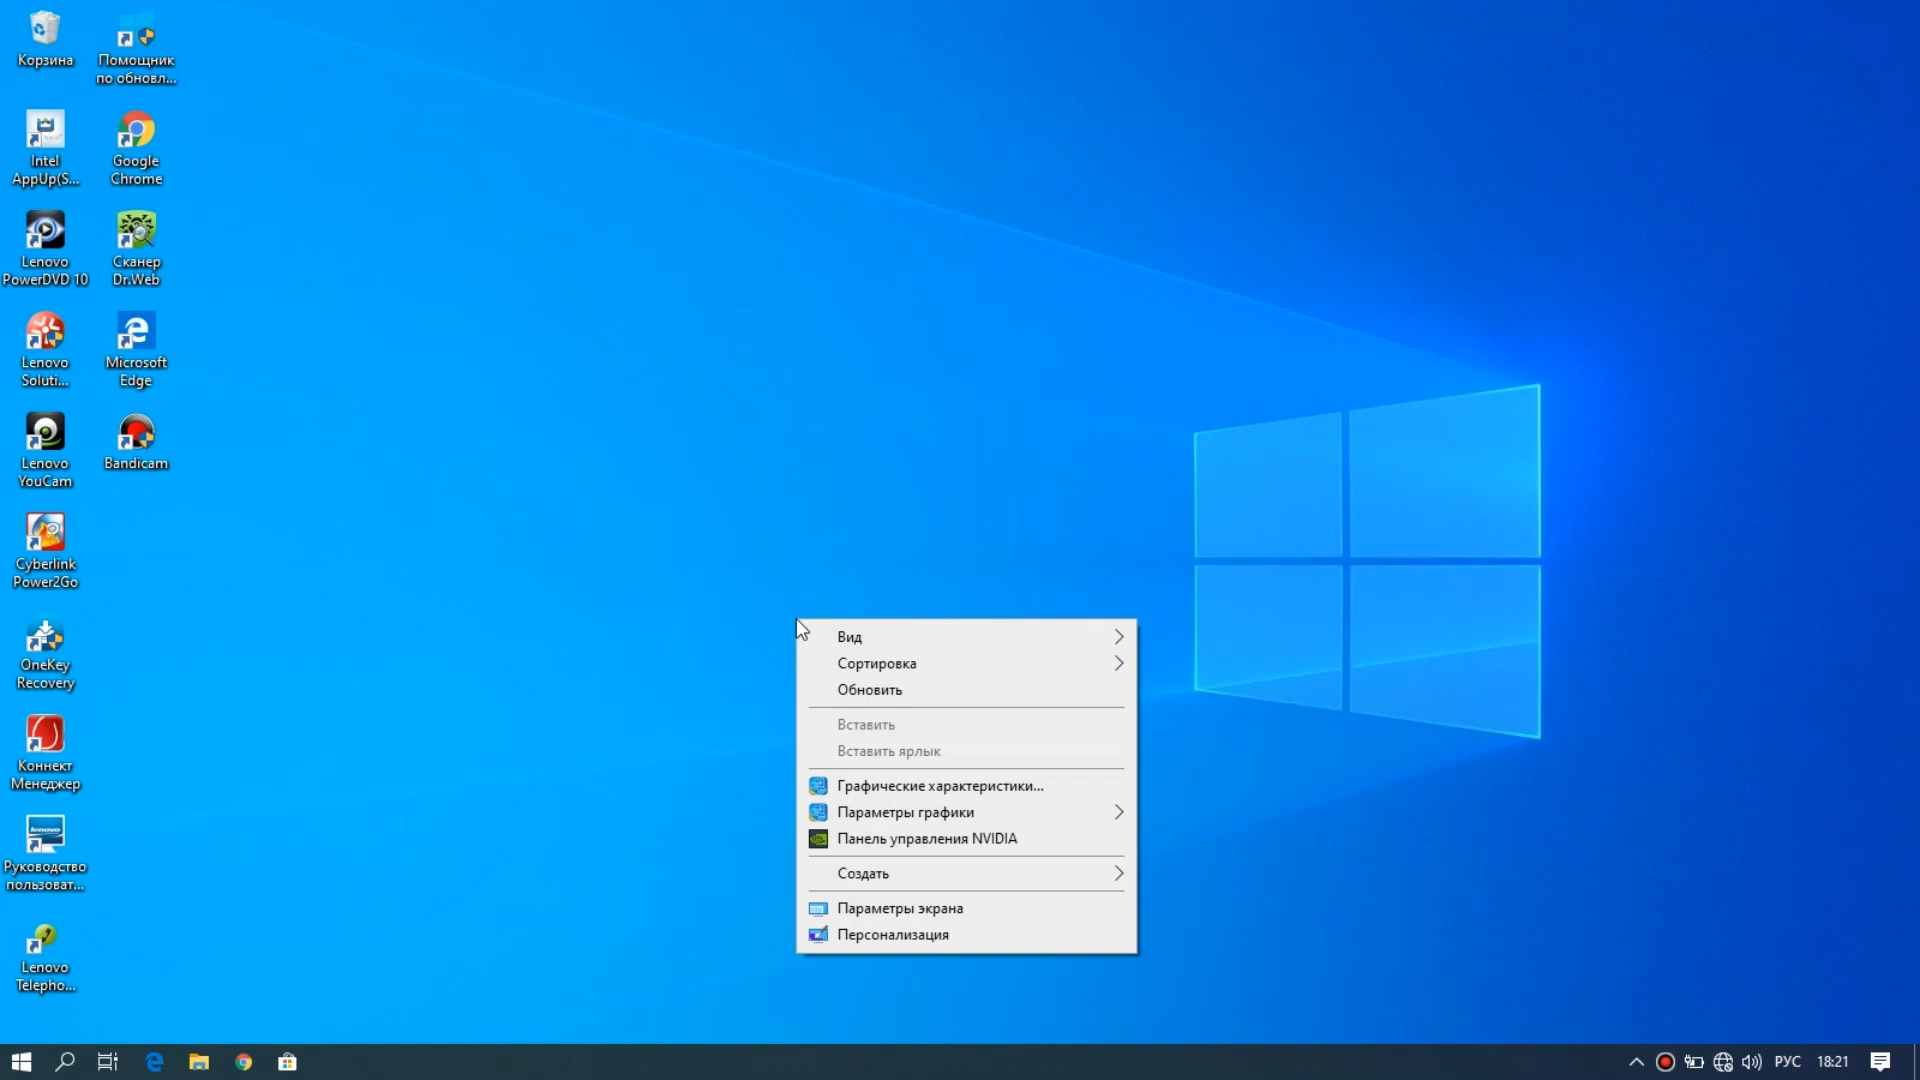 Корзина
Помощник
по обновл...
Intel
AppUp(S...
Google
Chrome
Lenovo
PowerDVD 10
Сканер
Dr.Web
Lenovo
Soluti...
Microsoft
Edge
Lenovo
YouCam
Bandicam
Cyberlink
Power2Go
OneKey
Recovery
Коннект
Менеджер
Руководство
пользоват...
Lenovo
Telepho...
Вид
Сортировка
Обновить
Вставить
Вставить ярлык
Графические характеристики...
Параметры графики
Панель управления NVIDIA
Создать
Параметры экрана
Персонализация
РУС 18:21